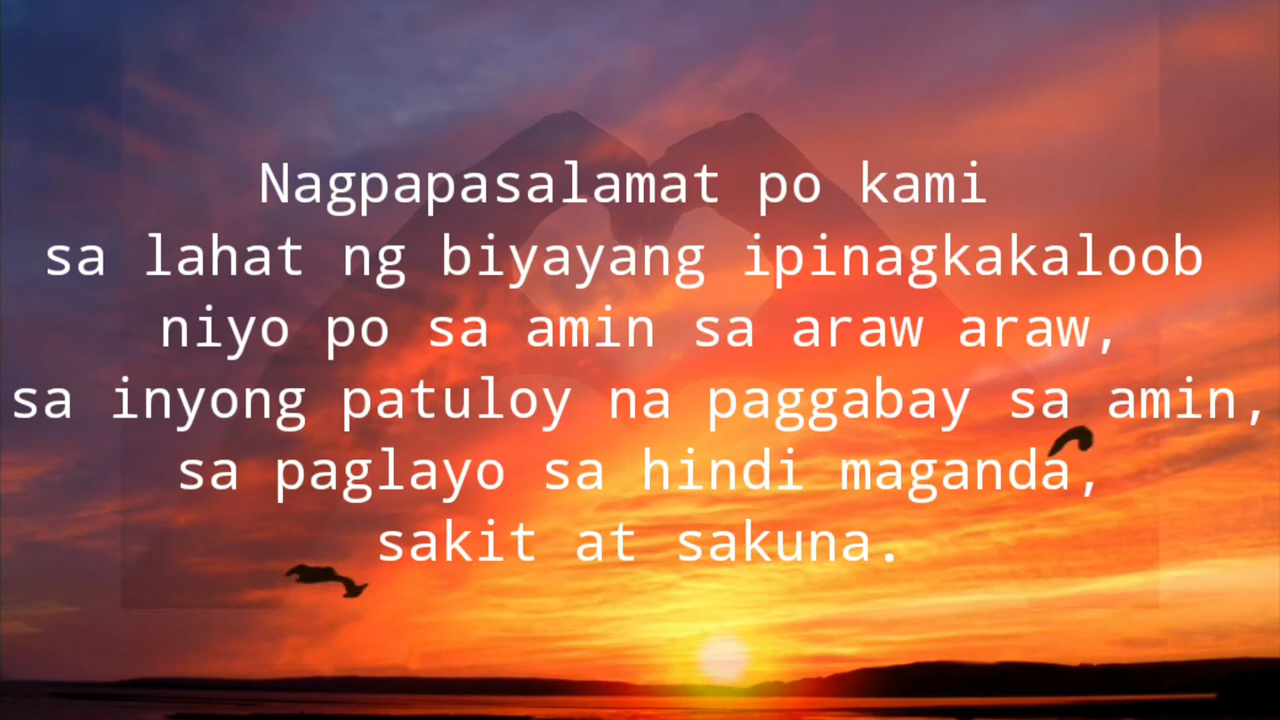 Nagpapasalamat po kami
sa lahat ng biyayang ipinagkakaloob
niyo po sa amin sa araw araw,
sa inyong patuloy na paggabay sa amin,
sa paglayo sa hindi maganda,
sakit at sakuna.